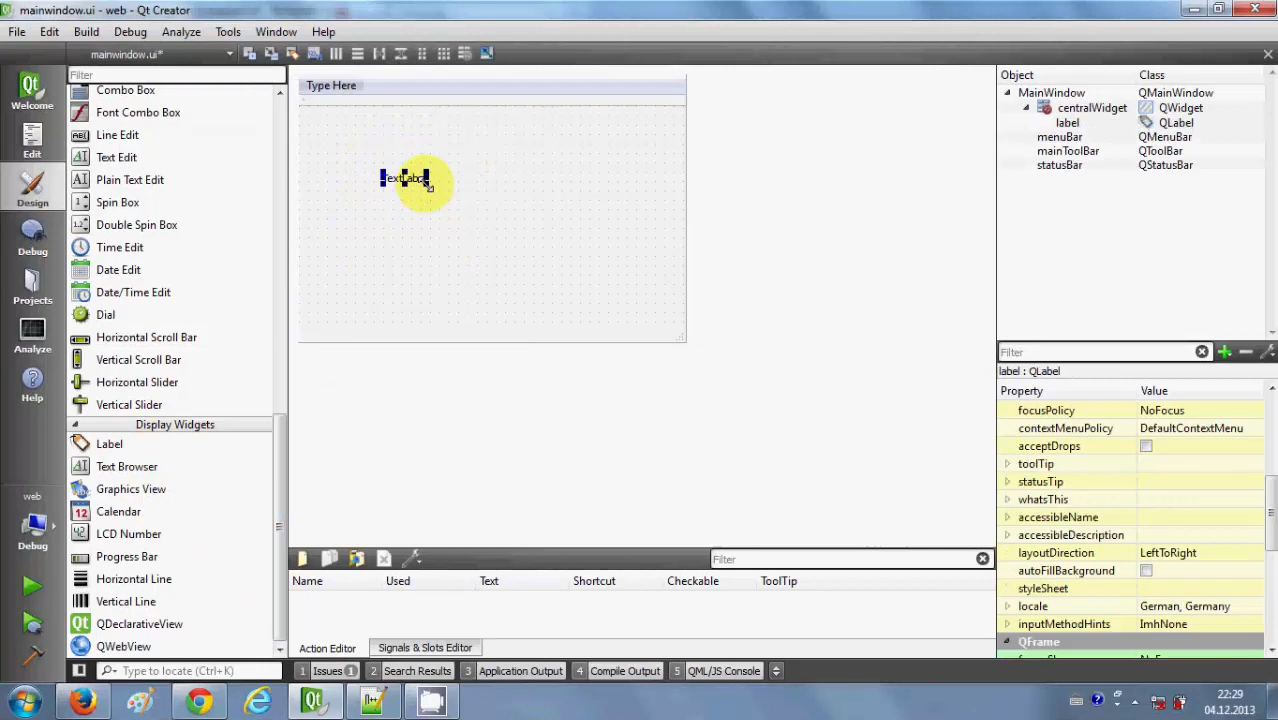 mainwindow.ui - web - Qt Creator
File Edit Build Debug Analyze Tools Window Help
mainwindow.ui*
Welcome
Edit
Design
Debug
Projects
Analyze
Help
web
Debug
Filter
Combo Box
Font Combo Box
Line Edit
Text Edit
Plain Text Edit
Spin Box
Double Spin Box
Time Edit
Date Edit
Date/Time Edit
Dial
Horizontal Scroll Bar
Vertical Scroll Bar
Horizontal Slider
Vertical Slider
Display Widgets
Label
Text Browser
Graphics View
Calendar
LCD Number
Progress Bar
Horizontal Line
Vertical Line
QDeclarativeView
QWebView
Type Here
TextLabel
Filter
Name Used Text Shortcut Checkable ToolTip
Action Editor Signals & Slots Editor
Object Class
MainWindow QMainWindow
centralWidget QWidget
label QLabel
menuBar QMenuBar
mainToolBar QToolBar
statusBar QStatusBar
Filter
label : QLabel
Property Value
focusPolicy NoFocus
contextMenuPolicy DefaultContextMenu
acceptDrops
toolTip
statusTip
whatsThis
accessibleName
accessibleDescription
layoutDirection LeftToRight
autoFillBackground
styleSheet
locale German, Germany
inputMethodHints ImhNone
QFrame
Type to locate (Ctrl+K) 1 Issues 1 2 Search Results 3 Application Output 4 Compile Output 5 QML/JS Console
22:29
04.12.2013